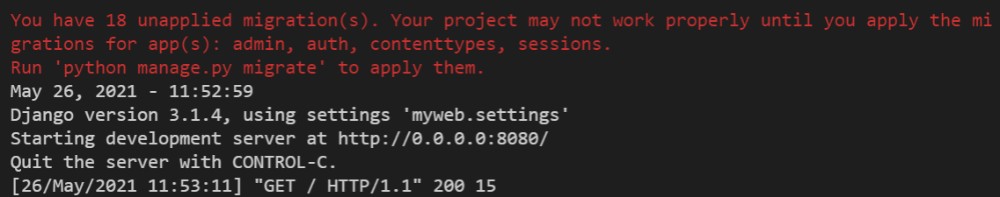 You have 18 unapplied migration(s). Your project may not work properly until you apply the mi
grations for app(s): admin, auth, contenttypes, sessions.
Run 'python manage.py migrate' to apply them.
May 26, 2021 - 11:52:59
Django version 3.1.4, using settings 'myweb.settings'
Starting development server at http://0.0.0.0:8080/
Quit the server with CONTROL-C.
[26/May/2021 11:53:11] "GET / HTTP/1.1" 200 15